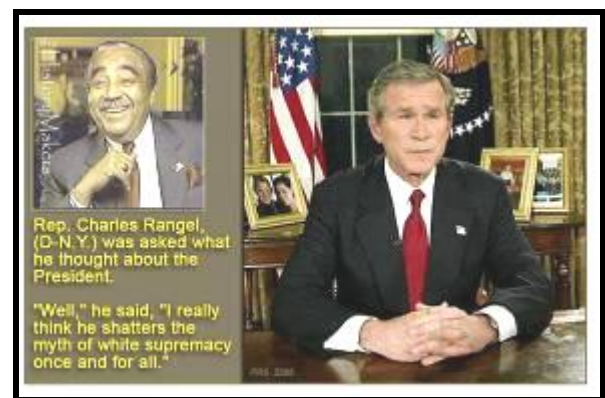 Rep. Charles Rangel,
(D-N.Y.) was asked what
he thought about the
President.
"Well," he said, "I really
think he shatters the
myth of white supremacy
once and for all."